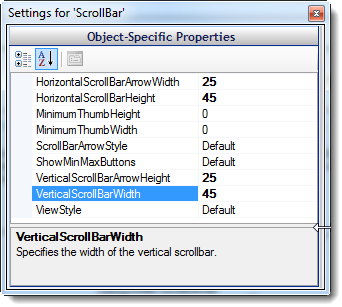 Settings for 'ScrollBar'
Object-Specific Properties
HorizontalScrollBarArrowWidth 25
HorizontalScrollBarHeight 45
MinimumThumbHeight 0
MinimumThumbWidth 0
ScrollBarArrowStyle Default
ShowMinMaxButtons Default
VerticalScrollBarArrowHeight 25
VerticalScrollBarWidth 45
ViewStyle Default
VerticalScrollBarWidth
Specifies the width of the vertical scrollbar.